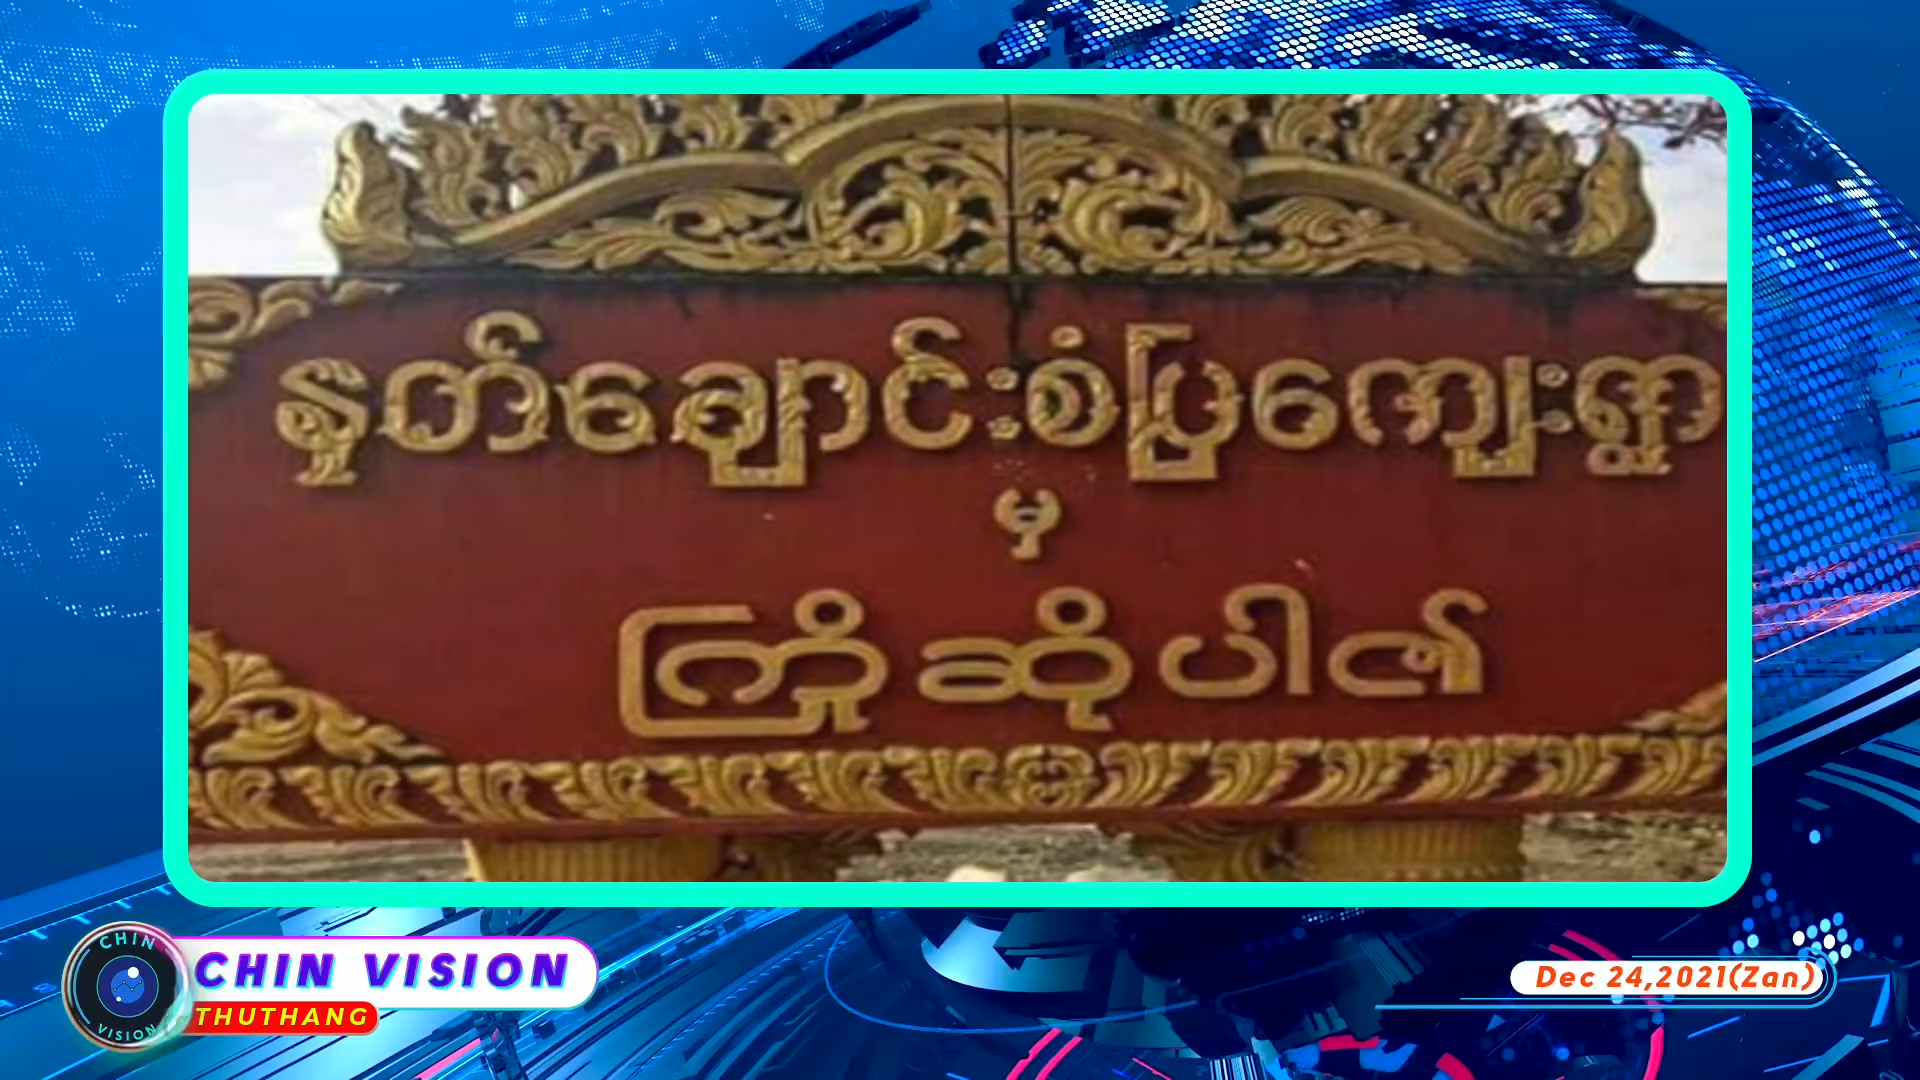 နတ်ချောင်းစံပြကျေးရွာ
မှ
ကြိုဆိုပါ၏
CHIN
VISION
CHIN VISION
THUTHANG
Dec 24,2021(Zan)